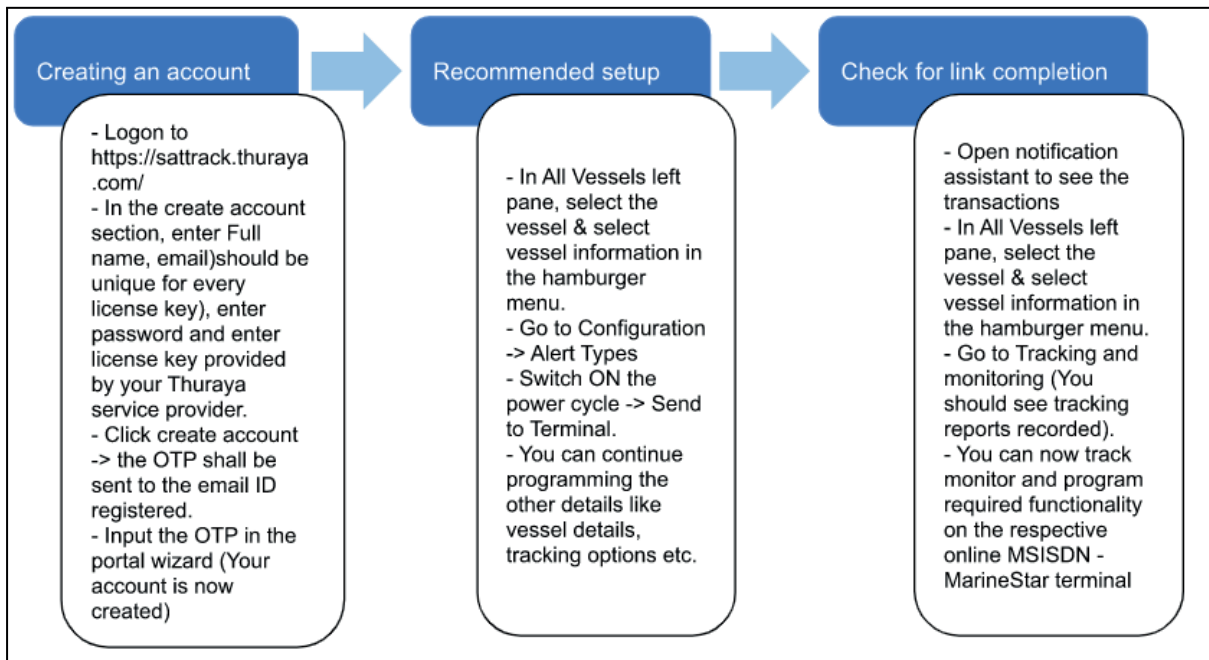 Creating an account
- Logon to
https://sattrack.thuraya
.com/
- In the create account
section, enter Full
name, email)should be
unique for every
license key), enter
password and enter
license key provided
by your Thuraya
service provider.
- Click create account
-> the OTP shall be
sent to the email ID
registered.
- Input the OTP in the
portal wizard (Your
account is now
created)
Recommended setup
- In All Vessels left
pane, select the
vessel & select
vessel information in
the hamburger
menu.
- Go to Configuration
-> Alert Types
- Switch ON the
power cycle -> Send
to Terminal.
- You can continue
programming the
other details like
vessel details,
tracking options etc.
Check for link completion
- Open notification
assistant to see the
transactions
- In All Vessels left
pane, select the
vessel & select
vessel information in
the hamburger menu.
- Go to Tracking and
monitoring (You
should see tracking
reports recorded).
- You can now track
monitor and program
required functionality
on the respective
online MSISDN -
MarineStar terminal